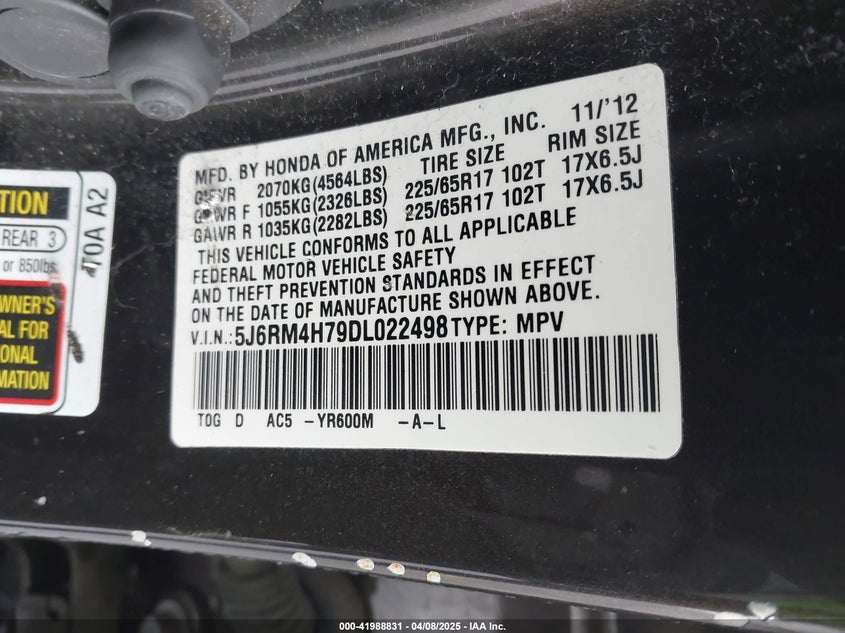 TION
REAR 3
or 850lbs
OWNER'S
AL FOR
ONAL
MATION
T0A A2
MFD. BY HONDA OF AMERICA MFG., INC. 11/'12
GVWR 2070KG(4564LBS) TIRE SIZE RIM SIZE
GAWR F 1055KG(2326LBS) 225/65R17 102T 17X6.5J
GAWR R 1035KG(2282LBS) 225/65R17 102T 17X6.5J
THIS VEHICLE CONFORMS TO ALL APPLICABLE
FEDERAL MOTOR VEHICLE SAFETY
AND THEFT PREVENTION STANDARDS IN EFFECT
ON THE DATE OF MANUFACTURE SHOWN ABOVE.
V.I.N.:5J6RM4H79DL022498 TYPE: MPV
T0G D AC5 -YR600M -A-L
000-41988831 - 04/08/2025 - IAA Inc.